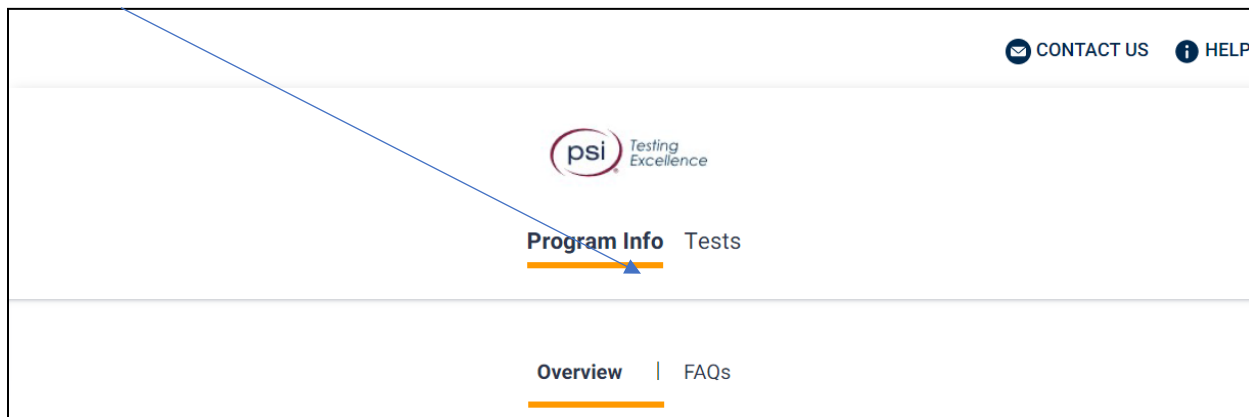 CONTACT US HELP
psi Testing
Excellence
Program Info Tests
Overview | FAQs